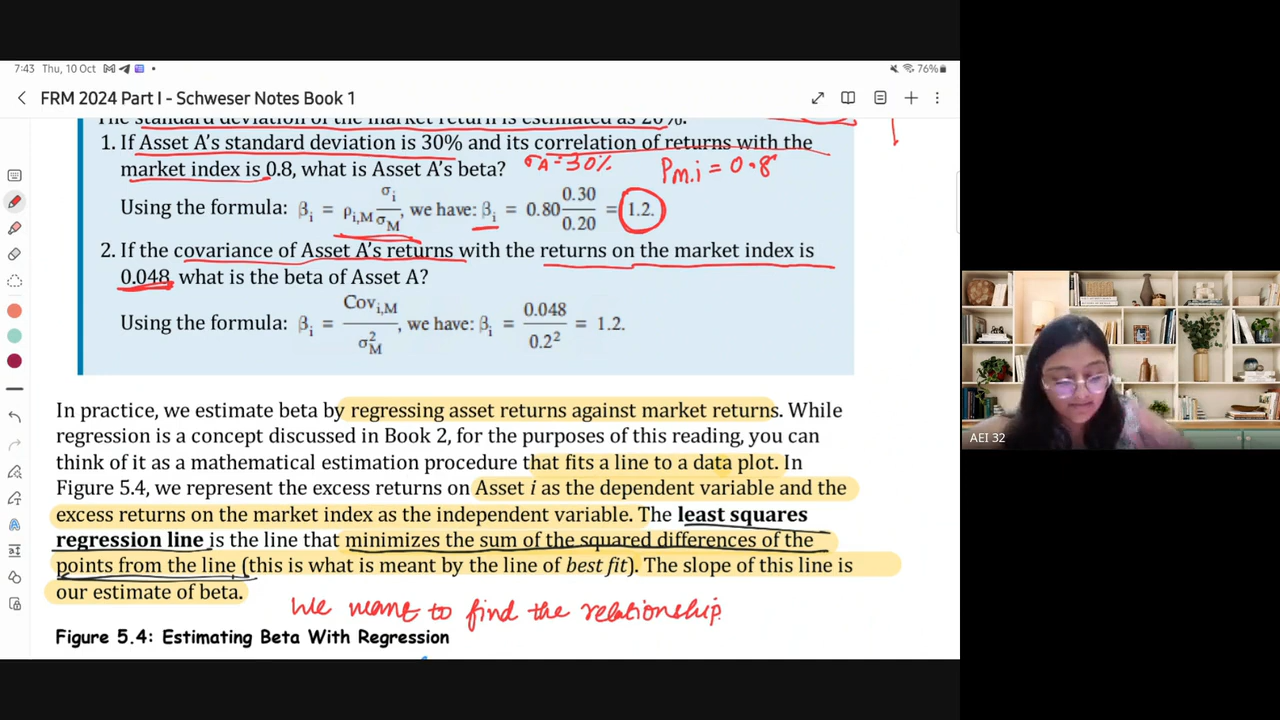 7:43 Thu, 10 Oct 76%
FRM 2024 Part I - Schweser Notes Book 1
The standard deviation of the market return is estimated as 20%.
1. If Asset A's standard deviation is 30% and its correlation of returns with the
market index is 0.8, what is Asset A's beta? σA = 30% Pm.i = 0.8
Using the formula: βi = ρi,M σi/σM, we have: βi = 0.80 0.30/0.20 = 1.2.
2. If the covariance of Asset A's returns with the returns on the market index is
0.048, what is the beta of Asset A?
Using the formula: βi = Covi,M/σ²M, we have: βi = 0.048/0.2² = 1.2.
In practice, we estimate beta by regressing asset returns against market returns. While
regression is a concept discussed in Book 2, for the purposes of this reading, you can
think of it as a mathematical estimation procedure that fits a line to a data plot. In
Figure 5.4, we represent the excess returns on Asset i as the dependent variable and the
excess returns on the market index as the independent variable. The least squares
regression line is the line that minimizes the sum of the squared differences of the
points from the line (this is what is meant by the line of best fit). The slope of this line is
our estimate of beta.
We want to find the relationship.
Figure 5.4: Estimating Beta With Regression
AEI 32